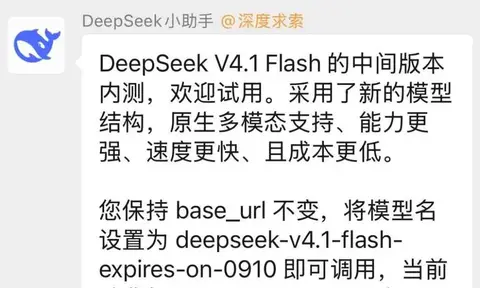 DeepSeek小助手 @深度求索
DeepSeek V4.1 Flash 的中间版本
内测，欢迎试用。采用了新的模型
结构，原生多模态支持、能力更
强、速度更快、且成本更低。
您保持 base_url 不变，将模型名
设置为 deepseek-v4.1-flash-
expires-on-0910 即可调用，当前